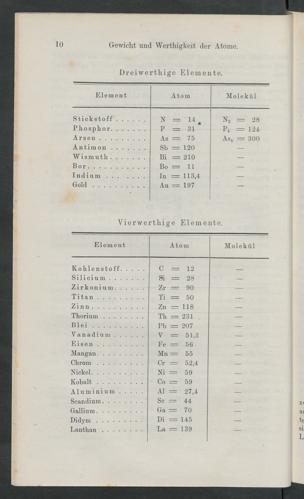 10 Gewicht und Werthigkeit der Atome.
Dreiwerthige Elemente.
Element Atom Molekül
Stickstoff . . . . . . N = 14 N₂ = 28
Phosphor. . . . . . . P = 31 P₄ = 124
Arsen . . . . . . . . As = 75 As₄ = 300
Antimon . . . . . . . Sb = 120 —
Wismuth. . . . . . . Bi = 210 —
Bor. . . . . . . . . . Bo = 11 —
Indium . . . . . . . In = 113,4 —
Gold . . . . . . . . . Au = 197 —
Vierwerthige Elemente.
Element Atom Molekül
Kohlenstoff. . . . . C = 12 —
Silicium . . . . . . . Si = 28 —
Zirkonium. . . . . . Zr = 90 —
Titan . . . . . . . . Ti = 50 —
Zinn. . . . . . . . . Zn = 118 —
Thorium . . . . . . . Th = 231 —
Blei . . . . . . . . . Pb = 207 —
Vanadium . . . . . . V = 51,3 —
Eisen . . . . . . . . Fe = 56 —
Mangan . . . . . . . Mn = 55 —
Chrom . . . . . . . . Cr = 52,4 —
Nickel. . . . . . . . Ni = 59 —
Kobalt . . . . . . . . Co = 59 —
Aluminium . . . . . Al = 27,4 —
Scandium. . . . . . . Sc = 44 —
Gallium. . . . . . . . Ga = 70 —
Didym . . . . . . . . Di = 145 —
Lanthan . . . . . . . La = 139 —